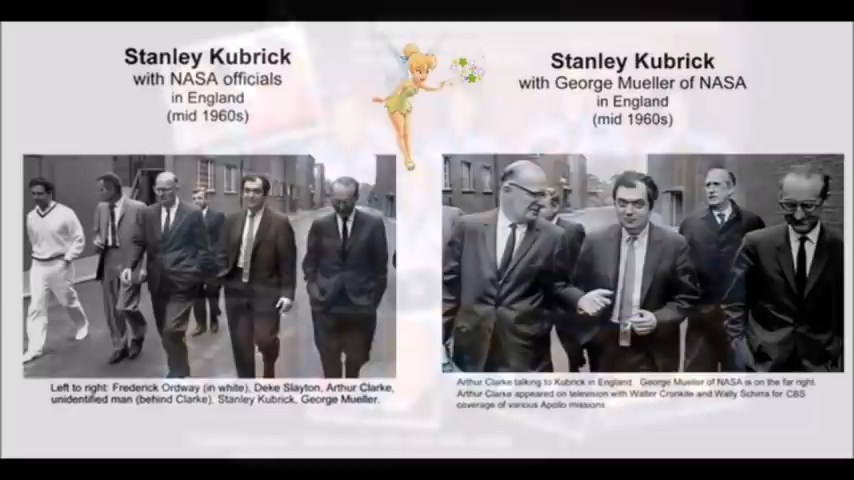 Stanley Kubrick
with NASA officials
in England
(mid 1960s)
Left to right: Frederick Ordway (in white), Deke Slayton, Arthur Clarke,
unidentified man (behind Clarke), Stanley Kubrick, George Mueller.
Stanley Kubrick
with George Mueller of NASA
in England
(mid 1960s)
Arthur Clarke talking to Kubrick in England. George Mueller of NASA is on the far right.
Arthur Clarke appeared on television with Walter Cronkite and Wally Schirra for CBS
coverage of various Apollo missions